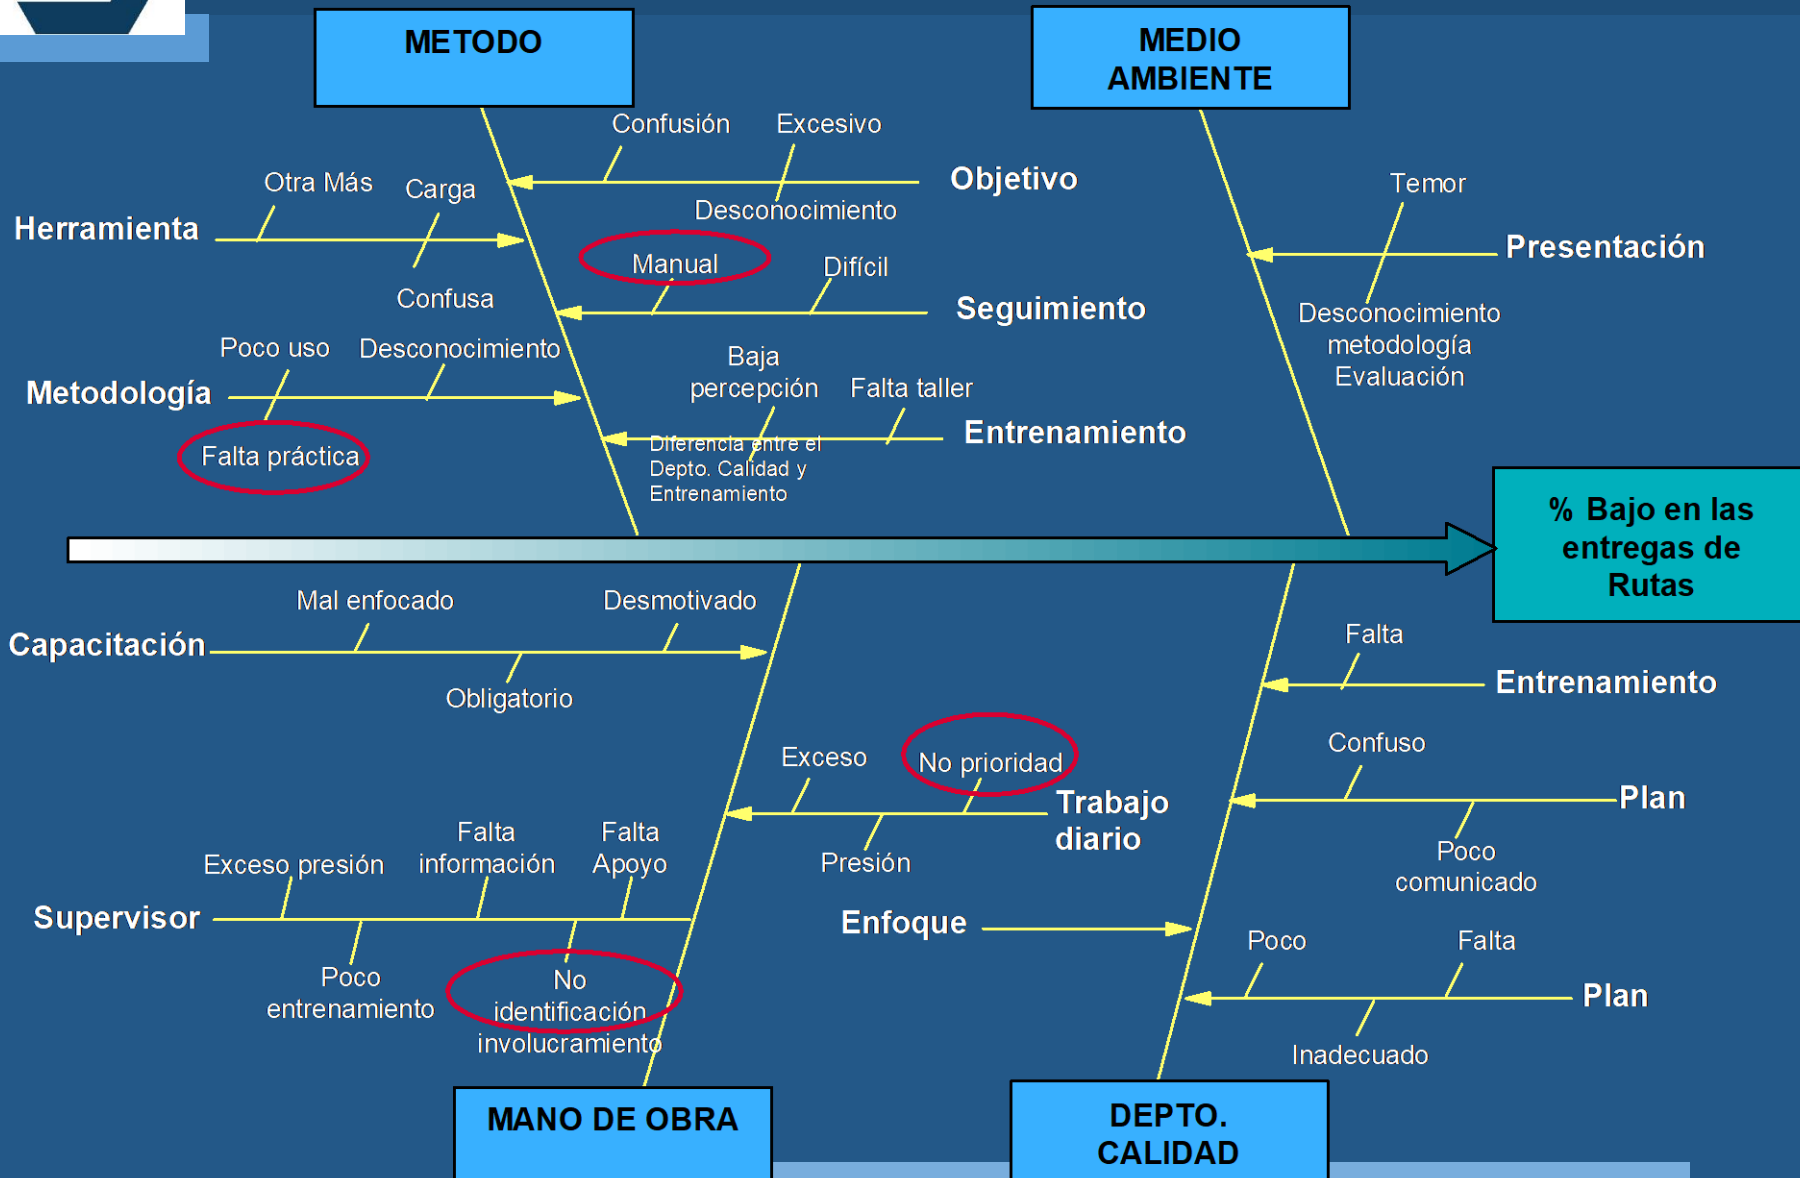 METODO
MEDIO
AMBIENTE
Confusión
Excesivo
Objetivo
Desconocimiento
Otra Más
Carga
Herramienta
Confusa
Temor
Presentación
Desconocimiento
metodología
Evaluación
Manual
Difícil
Seguimiento
Poco uso
Desconocimiento
Metodología
Falta práctica
Baja
percepción
Falta taller
Entrenamiento
Diferencia entre el
Depto. Calidad y
Entrenamiento
% Bajo en las
entregas de
Rutas
Mal enfocado
Desmotivado
Capacitación
Obligatorio
Falta
Entrenamiento
Exceso
No prioridad
Trabajo
diario
Presión
Confuso
Plan
Poco
comunicado
Exceso presión
Falta
información
Falta
Apoyo
Supervisor
Poco
entrenamiento
No
identificación
involucramiento
Enfoque
Poco
Falta
Plan
Inadecuado
MANO DE OBRA
DEPTO.
CALIDAD